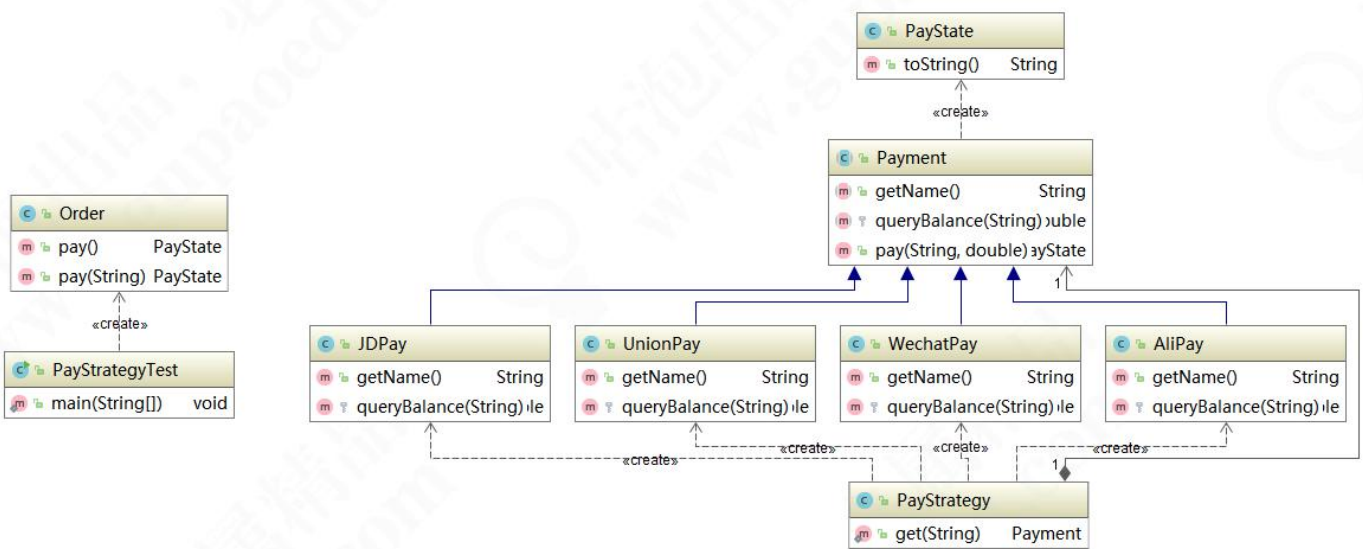 PayState
toString() String
«create»
Payment
getName() String
queryBalance(String) ouble
pay(String, double) ayState
1
Order
pay() PayState
pay(String) PayState
«create»
PayStrategyTest
main(String[]) void
JDPay
getName() String
queryBalance(String) le
UnionPay
getName() String
queryBalance(String) le
WechatPay
getName() String
queryBalance(String) le
AliPay
getName() String
queryBalance(String) le
«create»
«create»
«create»
«create»
1
PayStrategy
get(String) Payment